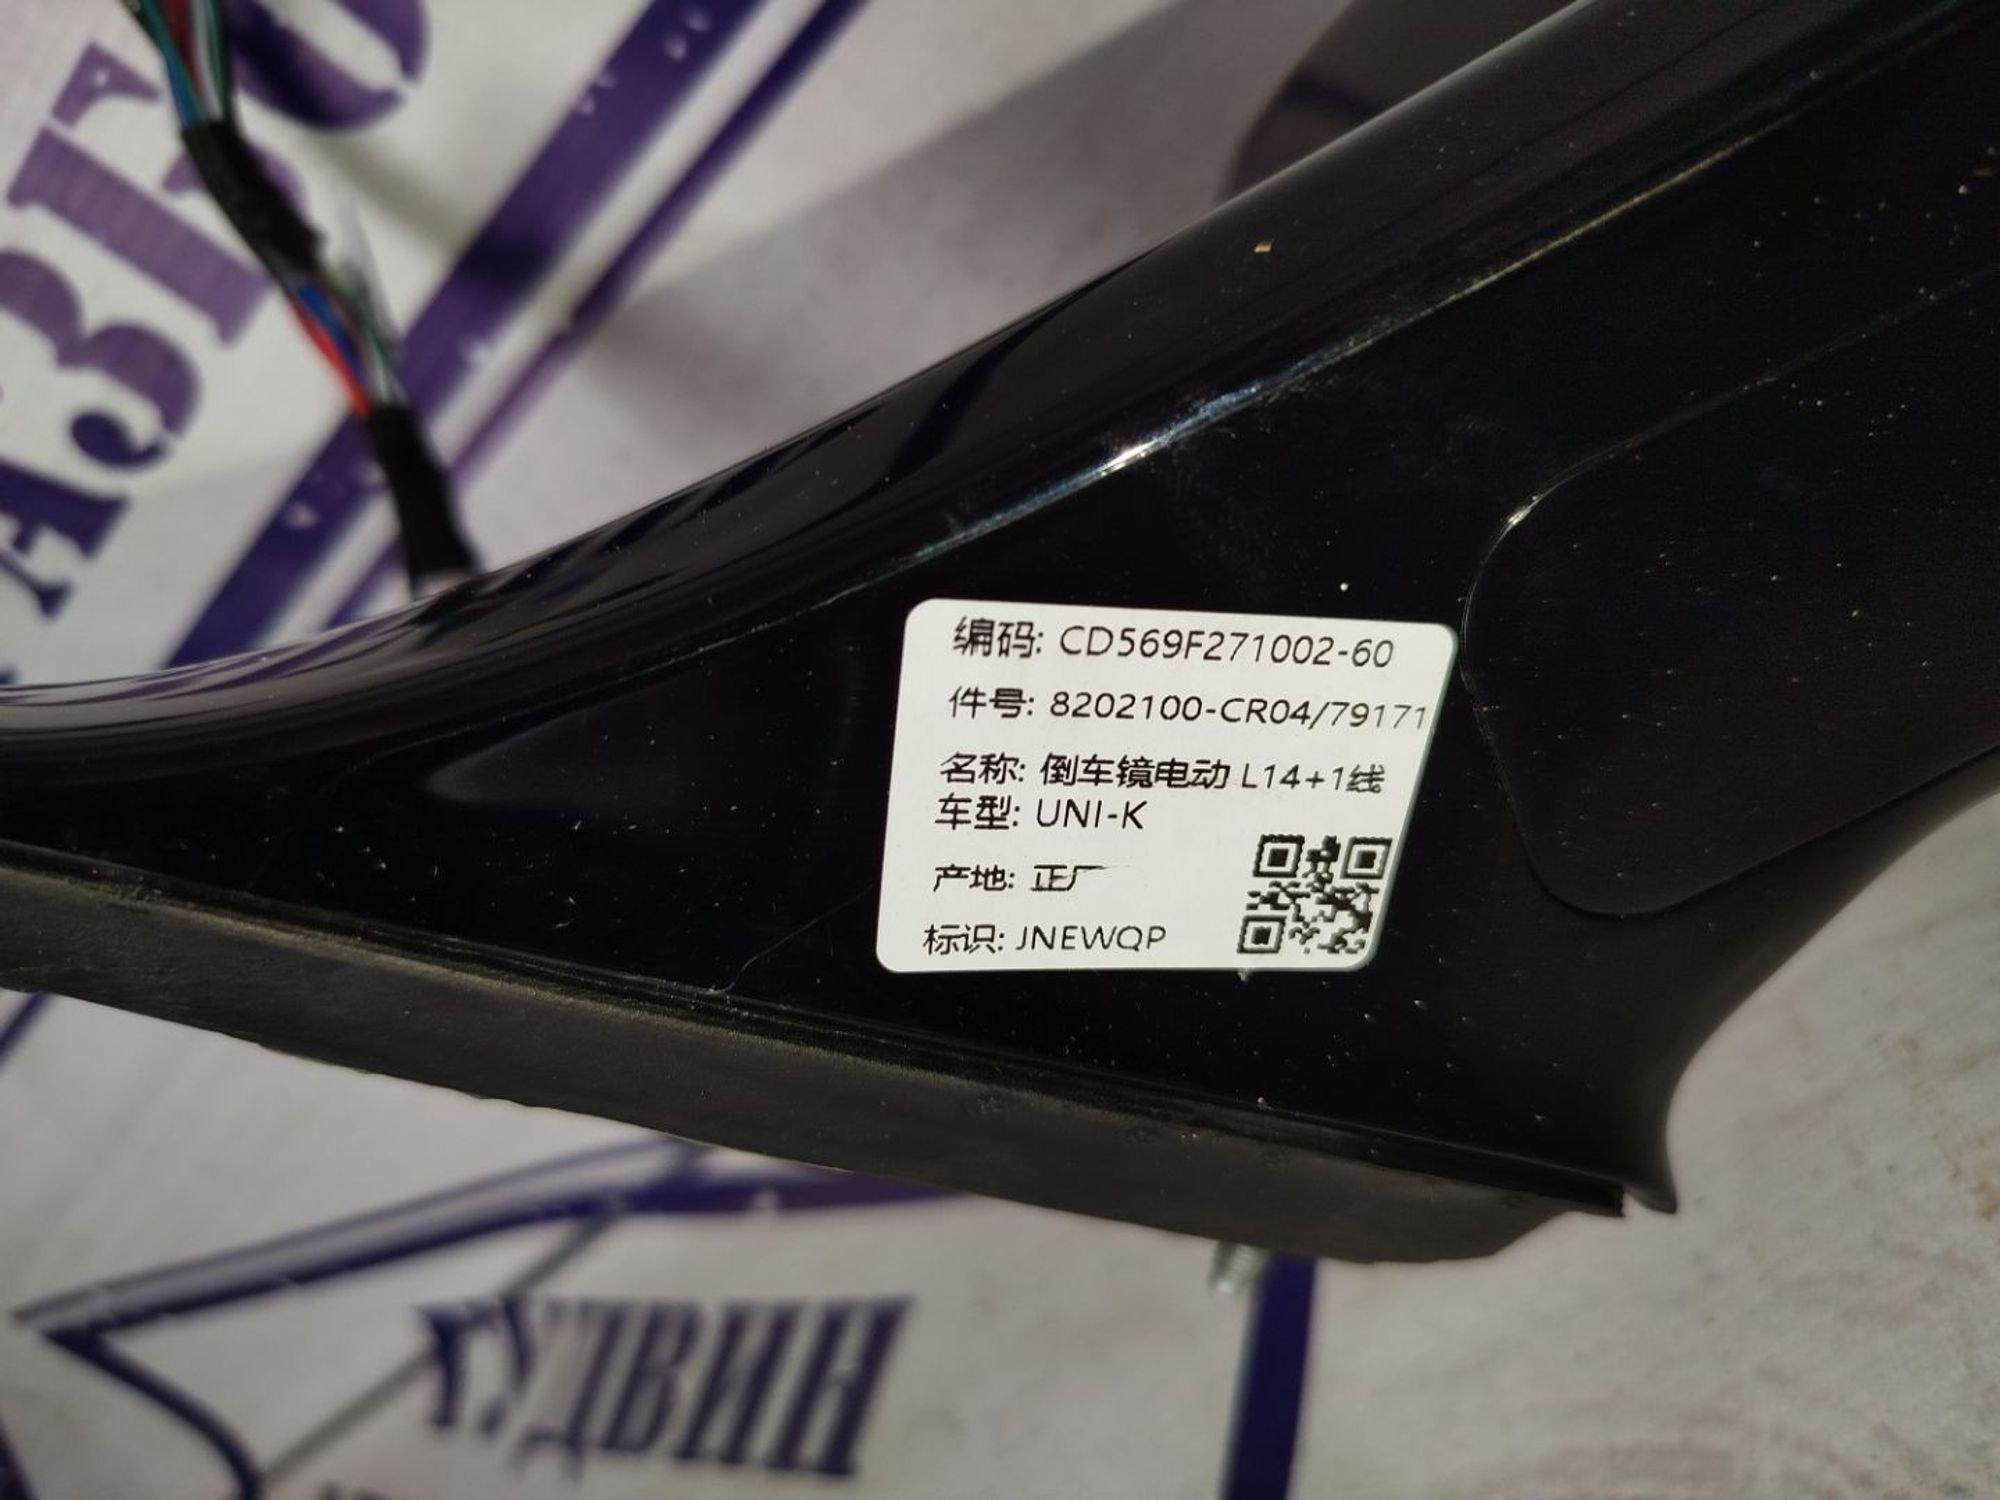 编码: CD569F271002-60
件号: 8202100-CR04/79171
名称: 倒车镜电动 L14+1线
车型: UNI-K
产地: 正厂
标识: JNEWQP
ГУДВИН